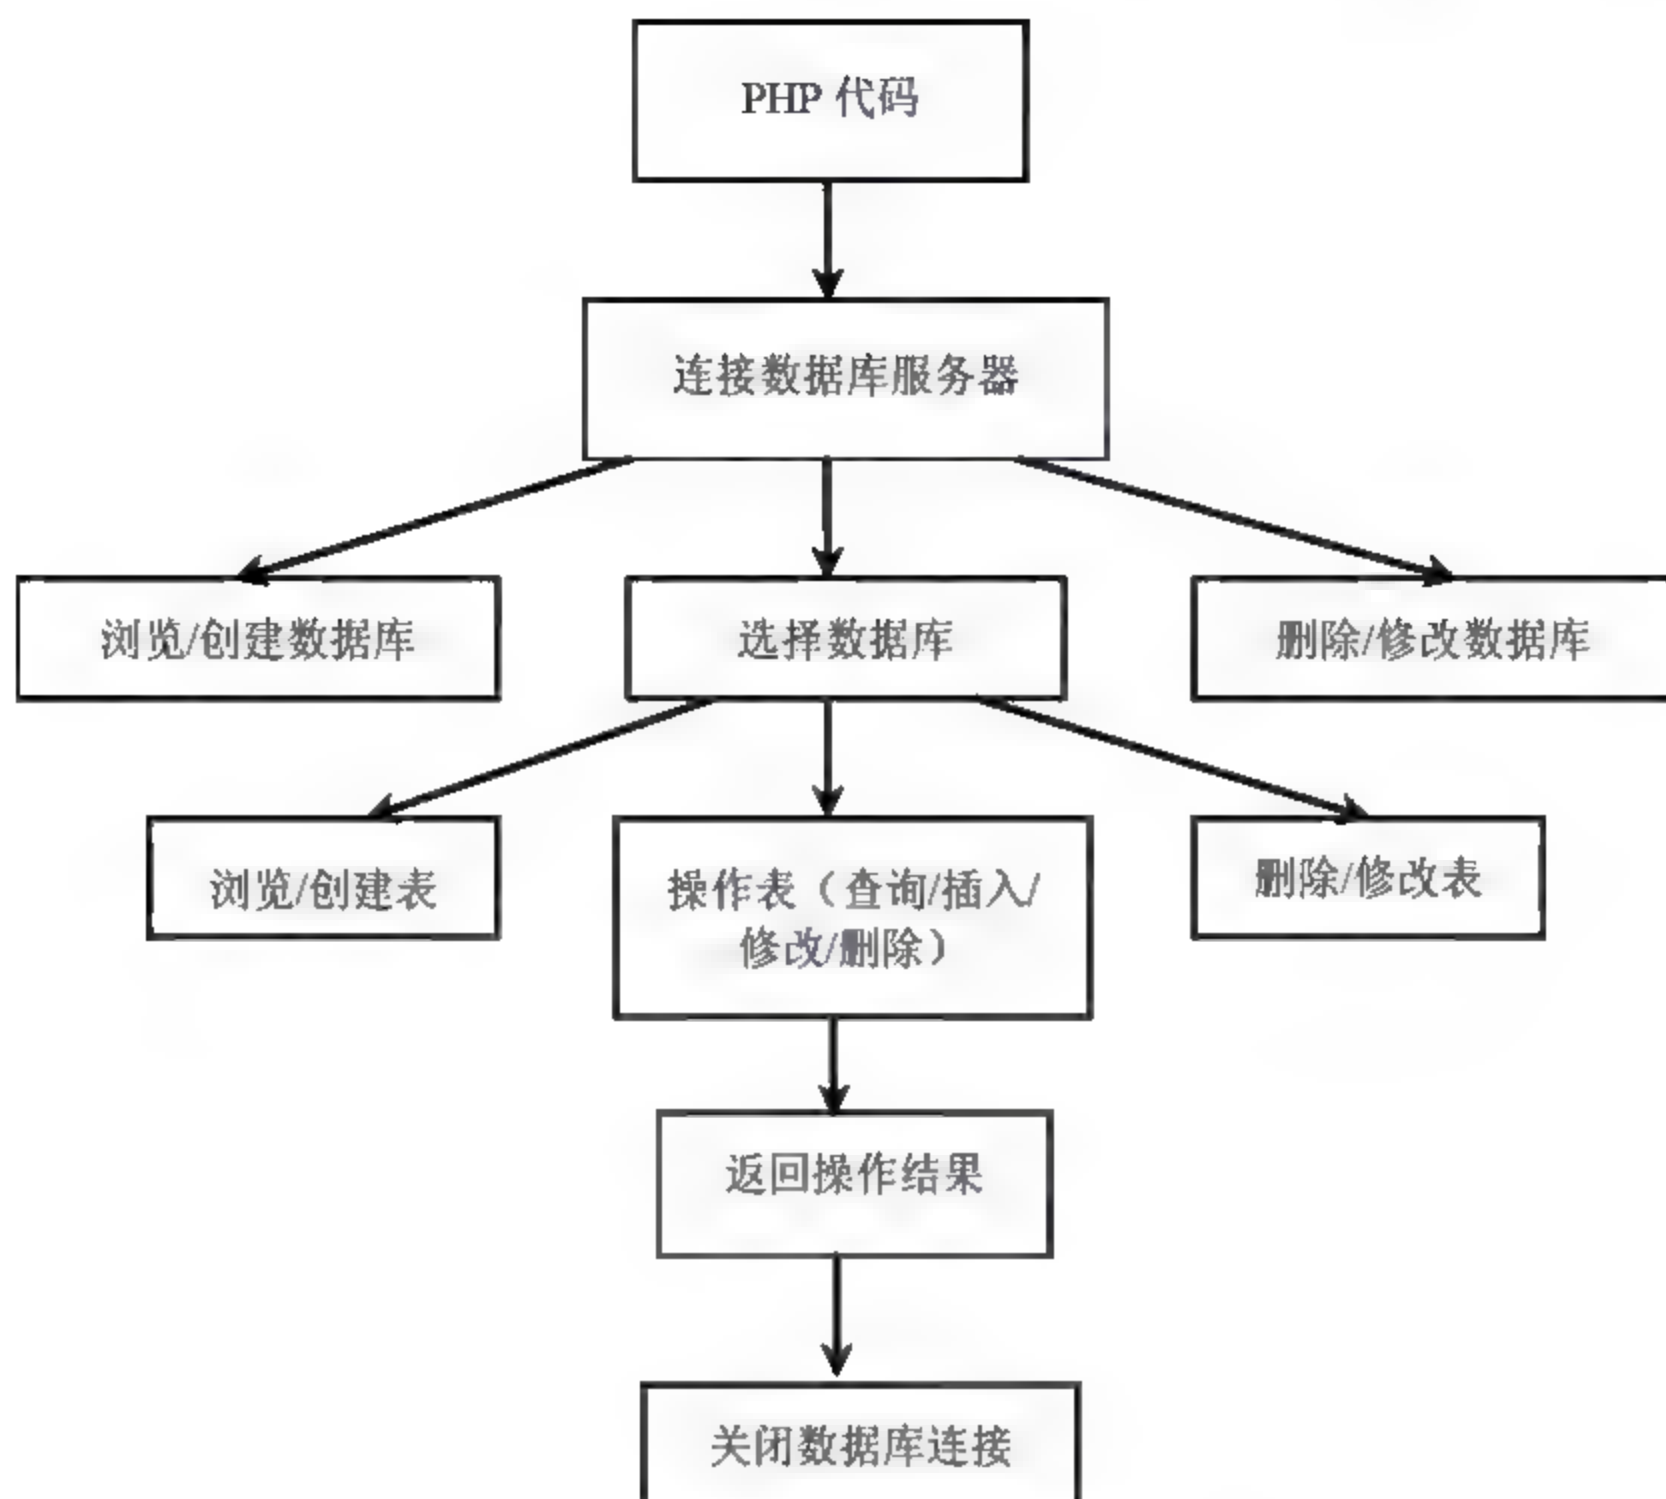 PHP 代码
连接数据库服务器
浏览/创建数据库
选择数据库
删除/修改数据库
浏览/创建表
操作表（查询/插入/
修改/删除）
删除/修改表
返回操作结果
关闭数据库连接